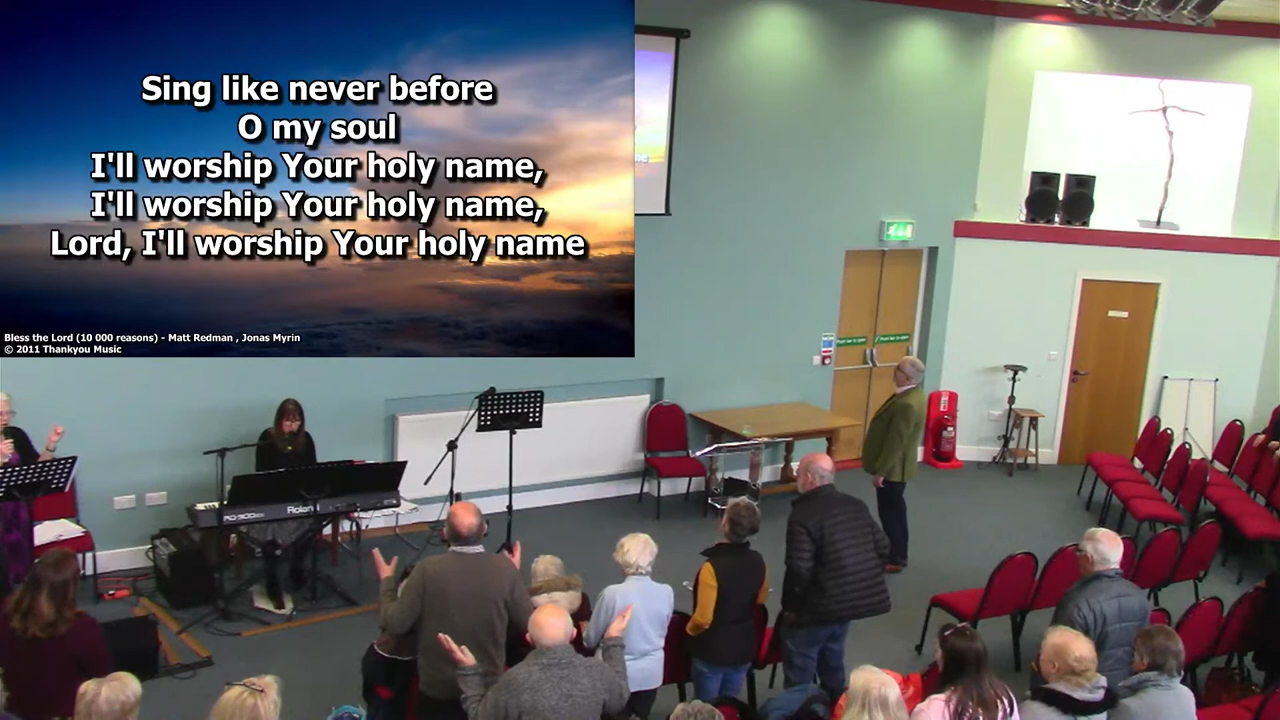 Sing like never before
O my soul
I'll worship Your holy name,
I'll worship Your holy name,
Lord, I'll worship Your holy name
Bless the Lord (10 000 reasons) - Matt Redman , Jonas Myrin
© 2011 Thankyou Music
Roland